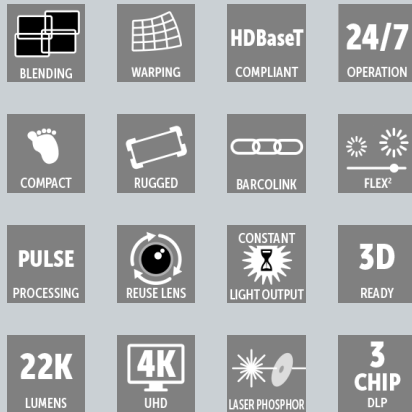 BLENDING
WARPING
HDBaseT
COMPLIANT
24/7
OPERATION
COMPACT
RUGGED
BARCOLINK
FLEX²
PULSE
PROCESSING
REUSE LENS
CONSTANT
LIGHT OUTPUT
3D
READY
22K
LUMENS
4K
UHD
LASER PHOSPHOR
3
CHIP
DLP